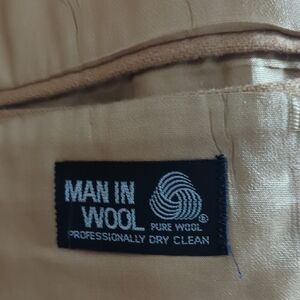 MAN IN
WOOL
PURE WOOL
PROFESSIONALLY DRY CLEAN
®